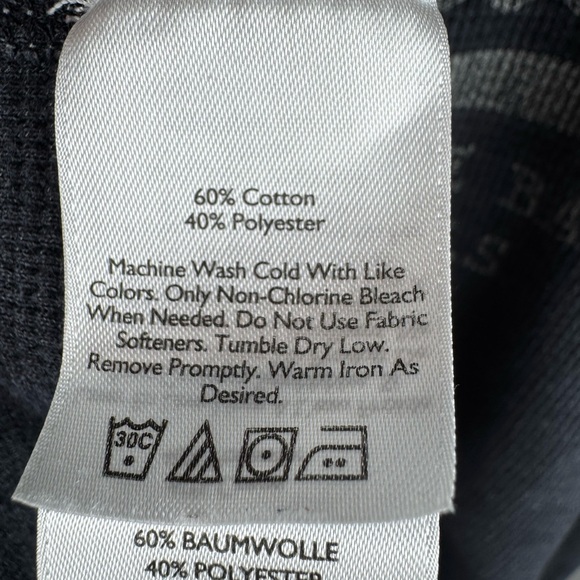 60% Cotton
40% Polyester
Machine Wash Cold With Like
Colors. Only Non-Chlorine Bleach
When Needed. Do Not Use Fabric
Softeners. Tumble Dry Low.
Remove Promptly. Warm Iron As
Desired.
30C
60% BAUMWOLLE
40% POLYESTER
BA
S